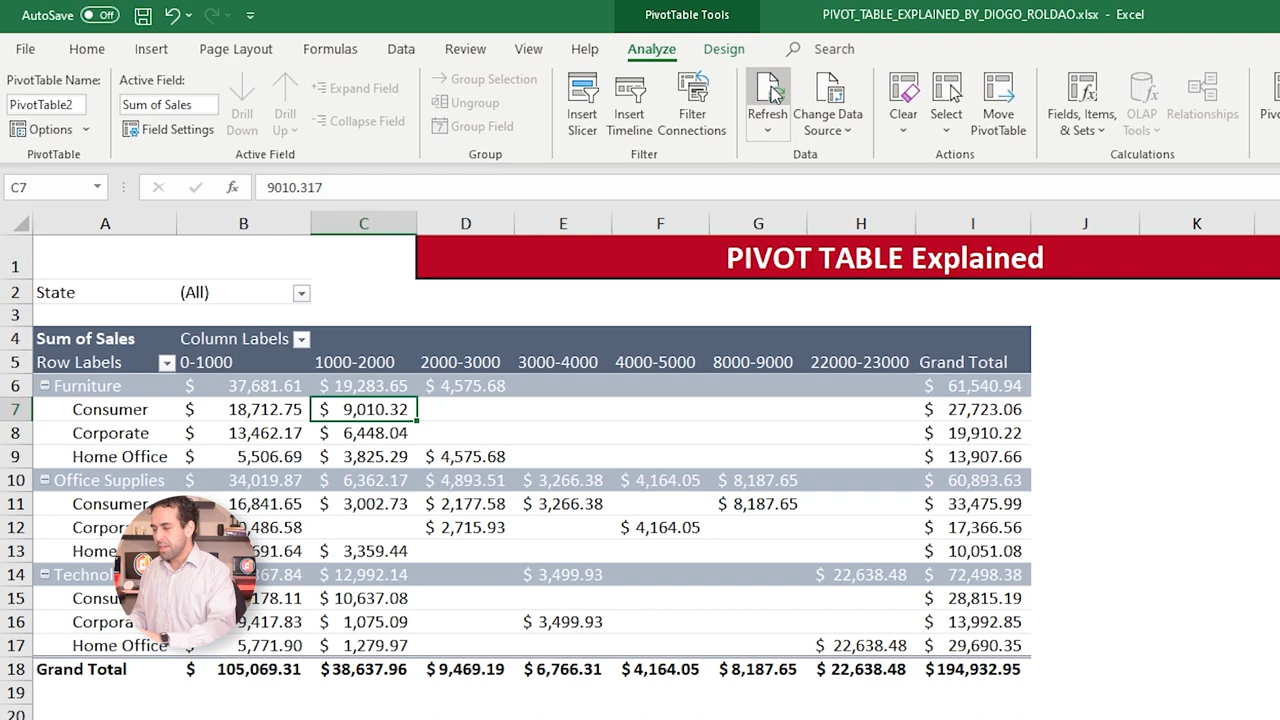 AutoSave Off PivotTable Tools PIVOT_TABLE_EXPLAINED_BY_DIOGO_ROLDAO.xlsx - Excel
File Home Insert Page Layout Formulas Data Review View Help Analyze Design Search
PivotTable Name: Active Field: Expand Field Group Selection
PivotTable2 Sum of Sales Drill Down Drill Up Collapse Field Ungroup Insert Slicer Insert Timeline Filter Connections Refresh Change Data Source Clear Select Move PivotTable Fields, Items, & Sets OLAP Tools Relationships
Options Field Settings Group Field
PivotTable Active Field Group Filter Data Actions Calculations
C7 fx 9010.317
A B C D E F G H I J K
1 PIVOT TABLE Explained
2 State (All)
3
4 Sum of Sales Column Labels
5 Row Labels 0-1000 1000-2000 2000-3000 3000-4000 4000-5000 8000-9000 22000-23000 Grand Total
6 Furniture $ 37,681.61 $ 19,283.65 $ 4,575.68 $ 61,540.94
7 Consumer $ 18,712.75 $ 9,010.32 $ 27,723.06
8 Corporate $ 13,462.17 $ 6,448.04 $ 19,910.22
9 Home Office $ 5,506.69 $ 3,825.29 $ 4,575.68 $ 13,907.66
10 Office Supplies $ 34,019.87 $ 6,362.17 $ 4,893.51 $ 3,266.38 $ 4,164.05 $ 8,187.65 $ 60,893.63
11 Consumer $ 16,841.65 $ 3,002.73 $ 2,177.58 $ 3,266.38 $ 8,187.65 $ 33,475.99
12 $ 2,715.93 $ 4,164.05 $ 17,366.56
13 Home $ 3,359.44 $ 10,051.08
14 $ 12,992.14 $ 3,499.93 $ 22,638.48 $ 72,498.38
15 $ 10,637.08 $ 28,815.19
16 $ 1,075.09 $ 3,499.93 $ 13,992.85
17 Home Office $ 5,771.90 $ 1,279.97 $ 22,638.48 $ 29,690.35
18 Grand Total $ 105,069.31 $ 38,637.96 $ 9,469.19 $ 6,766.31 $ 4,164.05 $ 8,187.65 $ 22,638.48 $ 194,932.95
19
20